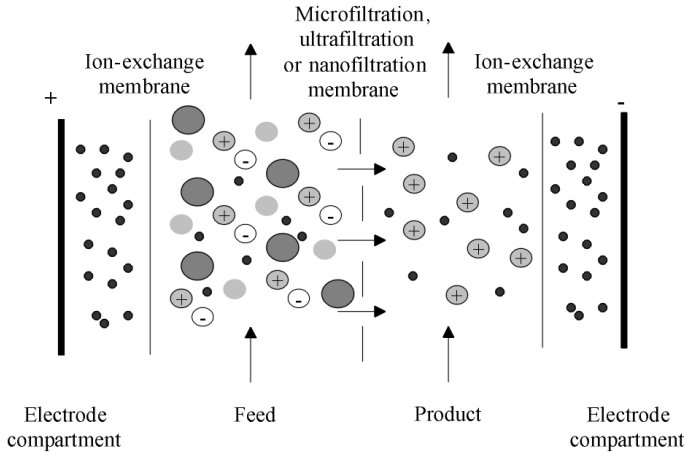 Microfiltration,
ultrafiltration
or nanofiltration
membrane
Ion-exchange
membrane
Ion-exchange
membrane
+
-
+
+
-
-
+
+
-
-
+
-
+
-
+
-
+
+
+
+
+
+
+
+
Electrode
compartment
Feed
Product
Electrode
compartment